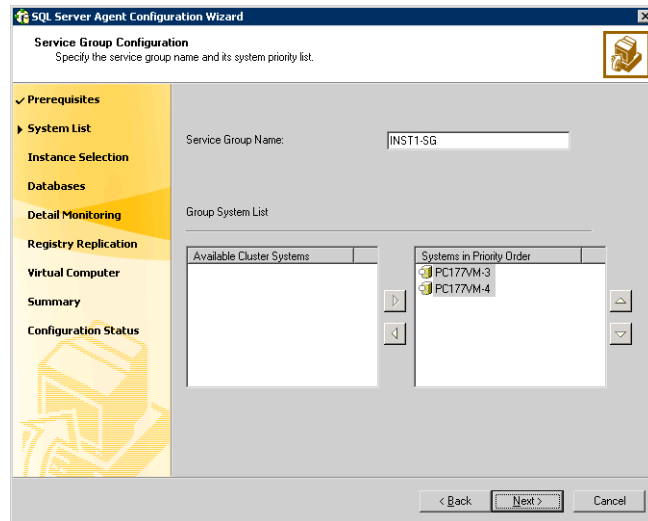 SQL Server Agent Configuration Wizard
Service Group Configuration
Specify the service group name and its system priority list.
Prerequisites
System List
Instance Selection
Databases
Detail Monitoring
Registry Replication
Virtual Computer
Summary
Configuration Status
Service Group Name:
INST1-SG
Group System List
Available Cluster Systems
Systems in Priority Order
PC177VM-3
PC177VM-4
< Back
Next >
Cancel